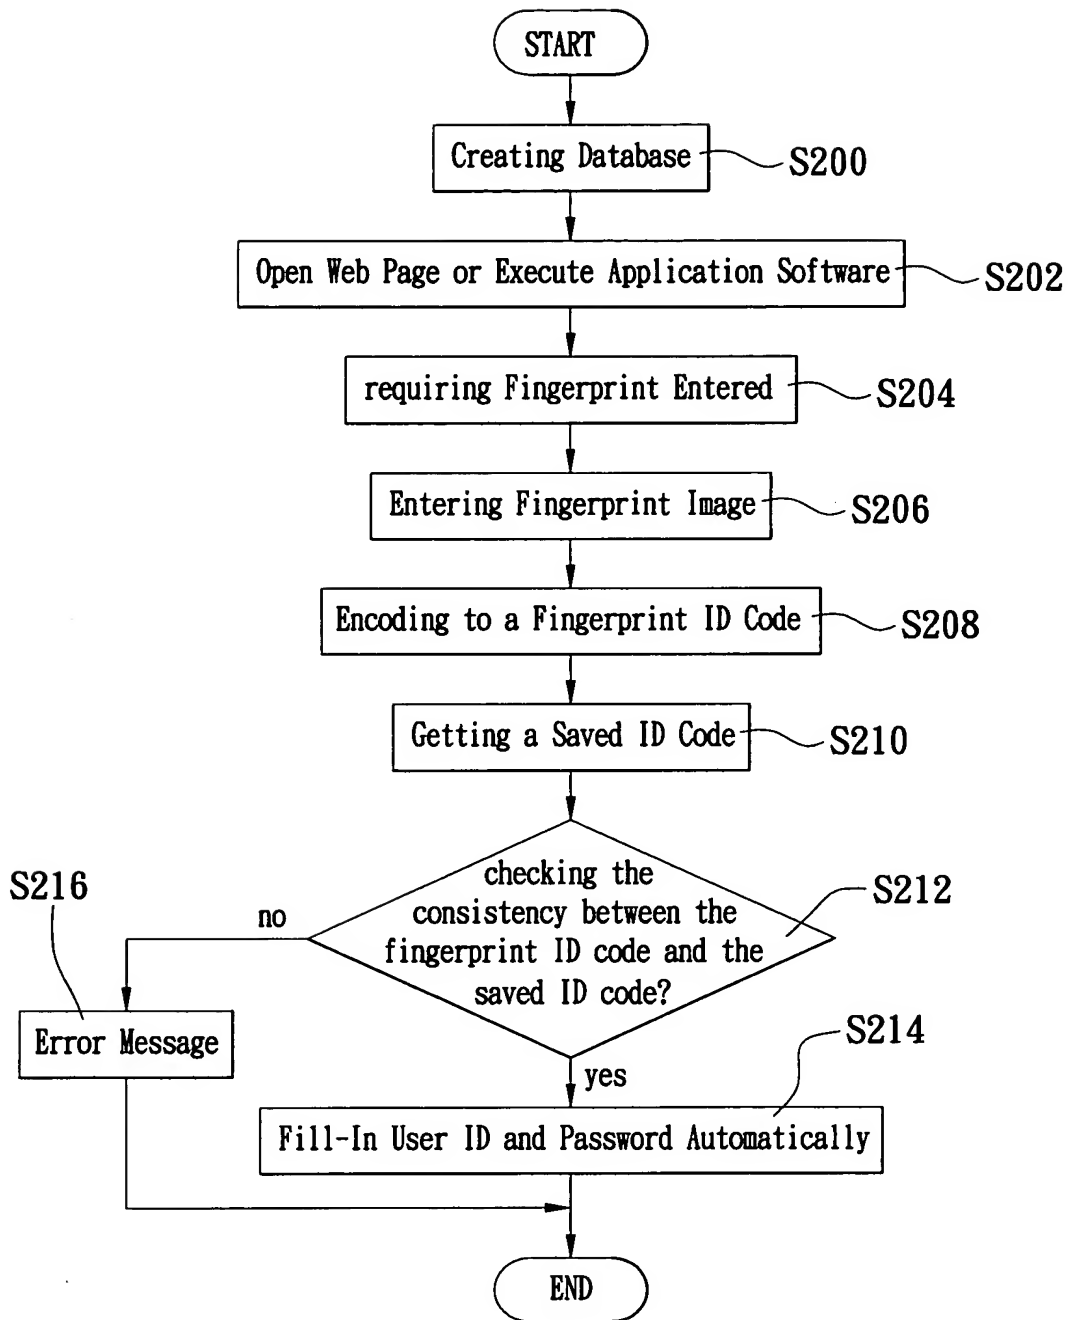 START
Creating Database
S200
Open Web Page or Execute Application Software
S202
requiring Fingerprint Entered
S204
Entering Fingerprint Image
S206
Encoding to a Fingerprint ID Code
S208
Getting a Saved ID Code
S210
checking the
consistency between the
fingerprint ID code and the
saved ID code?
S212
no
S216
Error Message
yes
S214
Fill-In User ID and Password Automatically
END